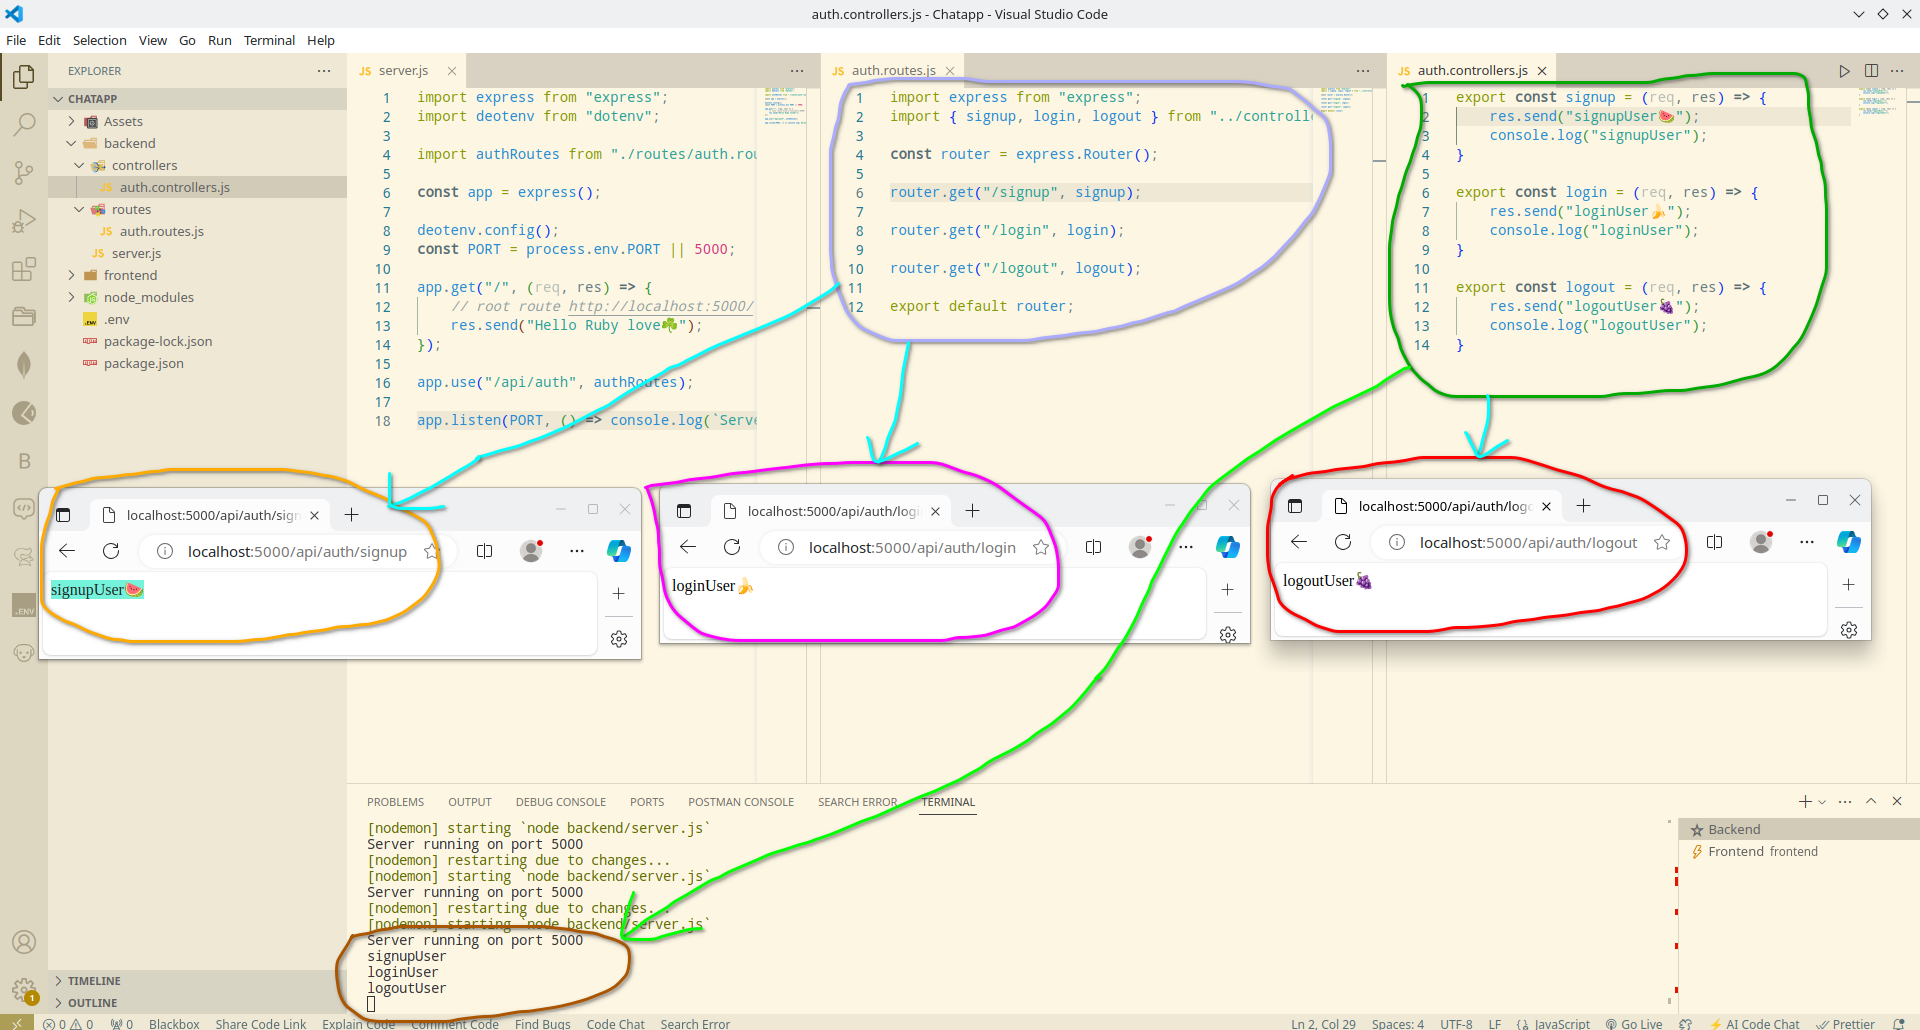 auth.controllers.js - Chatapp - Visual Studio Code
File Edit Selection View Go Run Terminal Help
EXPLORER
CHATAPP
Assets
backend
controllers
JS auth.controllers.js
routes
JS auth.routes.js
JS server.js
frontend
node_modules
.env
package-lock.json
package.json
TIMELINE
OUTLINE
JS server.js
1 import express from "express";
2 import deotenv from "dotenv";
3
4 import authRoutes from "./routes/auth.rou
5
6 const app = express();
7
8 deotenv.config();
9 const PORT = process.env.PORT || 5000;
10
11 app.get("/", (req, res) => {
12 // root route http://localhost:5000/
13 res.send("Hello Ruby love☘️");
14 });
15
16 app.use("/api/auth", authRoutes);
17
18 app.listen(PORT, () => console.log(`Serve
JS auth.routes.js
1 import express from "express";
2 import { signup, login, logout } from "../controlle
3
4 const router = express.Router();
5
6 router.get("/signup", signup);
7
8 router.get("/login", login);
9
10 router.get("/logout", logout);
11
12 export default router;
JS auth.controllers.js
1 export const signup = (req, res) => {
2 res.send("signupUser🍉");
3 console.log("signupUser");
4 }
5
6 export const login = (req, res) => {
7 res.send("loginUser🍌");
8 console.log("loginUser");
9 }
10
11 export const logout = (req, res) => {
12 res.send("logoutUser🍇");
13 console.log("logoutUser");
14 }
localhost:5000/api/auth/sign
localhost:5000/api/auth/signup
signupUser🍉
localhost:5000/api/auth/logi
localhost:5000/api/auth/login
loginUser🍌
localhost:5000/api/auth/logo
localhost:5000/api/auth/logout
logoutUser🍇
PROBLEMS OUTPUT DEBUG CONSOLE PORTS POSTMAN CONSOLE SEARCH ERROR TERMINAL
[nodemon] starting `node backend/server.js`
Server running on port 5000
[nodemon] restarting due to changes...
[nodemon] starting `node backend/server.js`
Server running on port 5000
[nodemon] restarting due to changes...
[nodemon] starting `node backend/server.js`
Server running on port 5000
signupUser
loginUser
logoutUser
Backend
Frontend frontend
0 0 0 Blackbox Share Code Link Explain Code Comment Code Find Bugs Code Chat Search Error Ln 2, Col 29 Spaces: 4 UTF-8 LF {} JavaScript Go Live AI Code Chat Prettier